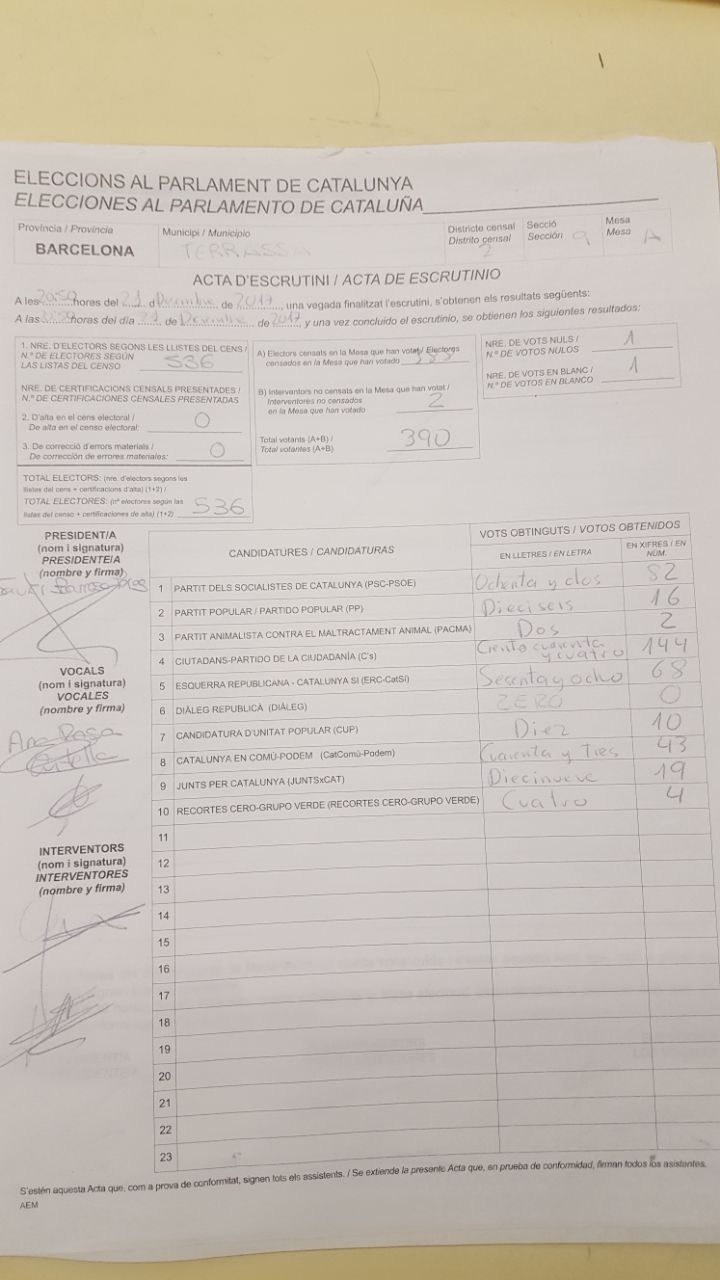 ELECCIONS AL PARLAMENT DE CATALUNYA
ELECCIONES AL PARLAMENTO DE CATALUÑA
Província / Provincia
BARCELONA
Municipi / Municipio
TERRASSA
Districte censal
Distrito censal
2
Secció
Sección
9
Mesa
Mesa
A
ACTA D'ESCRUTINI / ACTA DE ESCRUTINIO
A les 20:59 hores del 21 d Diciembre de 2017, una vegada finalitzat l'escrutini, s'obtenen els resultats següents:
A las 20:59 horas del día 21 de Diciembre de 2017 y una vez concluido el escrutinio, se obtienen los siguientes resultados:
1. NRE. D'ELECTORS SEGONS LES LLISTES DEL CENS /
N.º DE ELECTORES SEGÚN
LAS LISTAS DEL CENSO 536
NRE. DE CERTIFICACIONS CENSALS PRESENTADES /
N.º DE CERTIFICACIONES CENSALES PRESENTADAS
2. D'alta en el cens electoral /
De alta en el censo electoral: 0
3. De correcció d'errors materials /
De corrección de errores materiales: 0
TOTAL ELECTORS: (nre. d'electors segons les
llistes del cens + certificacions d'alta) (1+2) /
TOTAL ELECTORES: (nº electores según las
listas del censo + certificaciones de alta) (1+2) 536
A) Electors censats en la Mesa que han votat / Electores
censados en la Mesa que han votado 388
B) Interventors no censats en la Mesa que han votat /
Interventores no censados
en la Mesa que han votado 2
Total votants (A+B) /
Total votantes (A+B) 390
NRE. DE VOTS NULS /
N.º DE VOTOS NULOS 1
NRE. DE VOTS EN BLANC /
N.º DE VOTOS EN BLANCO 1
PRESIDENT/A
(nom i signatura)
PRESIDENTE/A
(nombre y firma)
VOCALS
(nom i signatura)
VOCALES
(nombre y firma)
Ana Rosa
INTERVENTORS
(nom i signatura)
INTERVENTORES
(nombre y firma)
CANDIDATURES / CANDIDATURAS
VOTS OBTINGUTS / VOTOS OBTENIDOS
EN LLETRES / EN LETRA
EN XIFRES / EN NÚM.
1 PARTIT DELS SOCIALISTES DE CATALUNYA (PSC-PSOE) Ochenta y dos 82
2 PARTIT POPULAR / PARTIDO POPULAR (PP) Dieciseis 16
3 PARTIT ANIMALISTA CONTRA EL MALTRACTAMENT ANIMAL (PACMA) Dos 2
4 CIUTADANS-PARTIDO DE LA CIUDADANÍA (C's) Ciento cuarenta y cuatro 144
5 ESQUERRA REPUBLICANA - CATALUNYA SI (ERC-CatSí) Sesenta y ocho 68
6 DIÀLEG REPUBLICÀ (DIÀLEG) ZERO 0
7 CANDIDATURA D'UNITAT POPULAR (CUP) Diez 10
8 CATALUNYA EN COMÚ-PODEM (CatComú-Podem) Cuarenta y Tres 43
9 JUNTS PER CATALUNYA (JUNTSxCAT) Diecinueve 19
10 RECORTES CERO-GRUPO VERDE (RECORTES CERO-GRUPO VERDE) Cuatro 4
11
12
13
14
15
16
17
18
19
20
21
22
23
S'estén aquesta Acta que, com a prova de conformitat, signen tots els assistents. / Se extiende la presente Acta que, en prueba de conformidad, firman todos los asistentes.
AEM